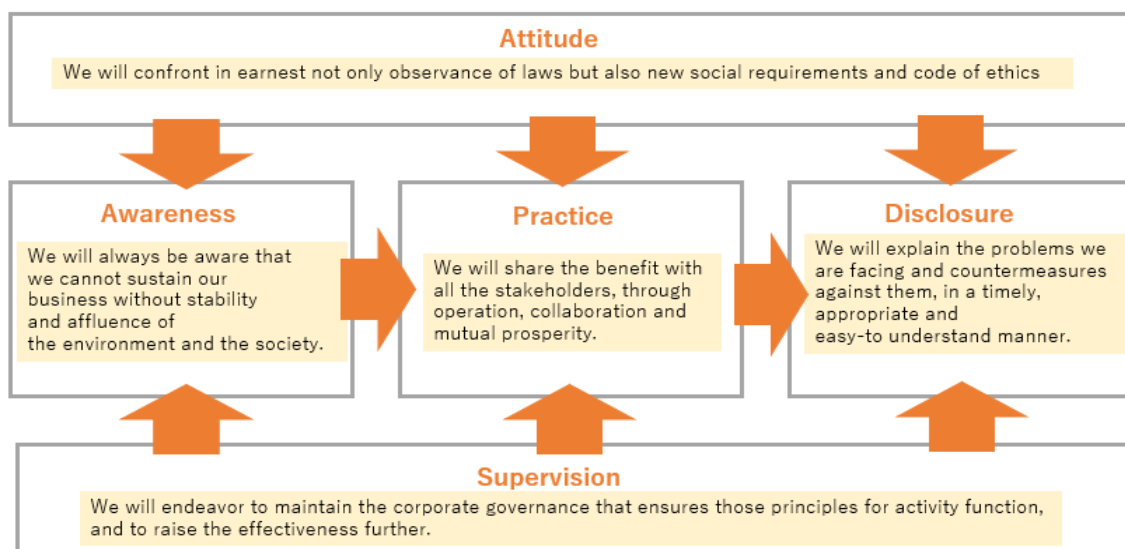 Attitude
We will confront in earnest not only observance of laws but also new social requirements and code of ethics
Awareness
We will always be aware that
we cannot sustain our
business without stability
and affluence of
the environment and the society.
Practice
We will share the benefit with
all the stakeholders, through
operation, collaboration and
mutual prosperity.
Disclosure
We will explain the problems we
are facing and countermeasures
against them, in a timely,
appropriate and
easy-to understand manner.
Supervision
We will endeavor to maintain the corporate governance that ensures those principles for activity function,
and to raise the effectiveness further.